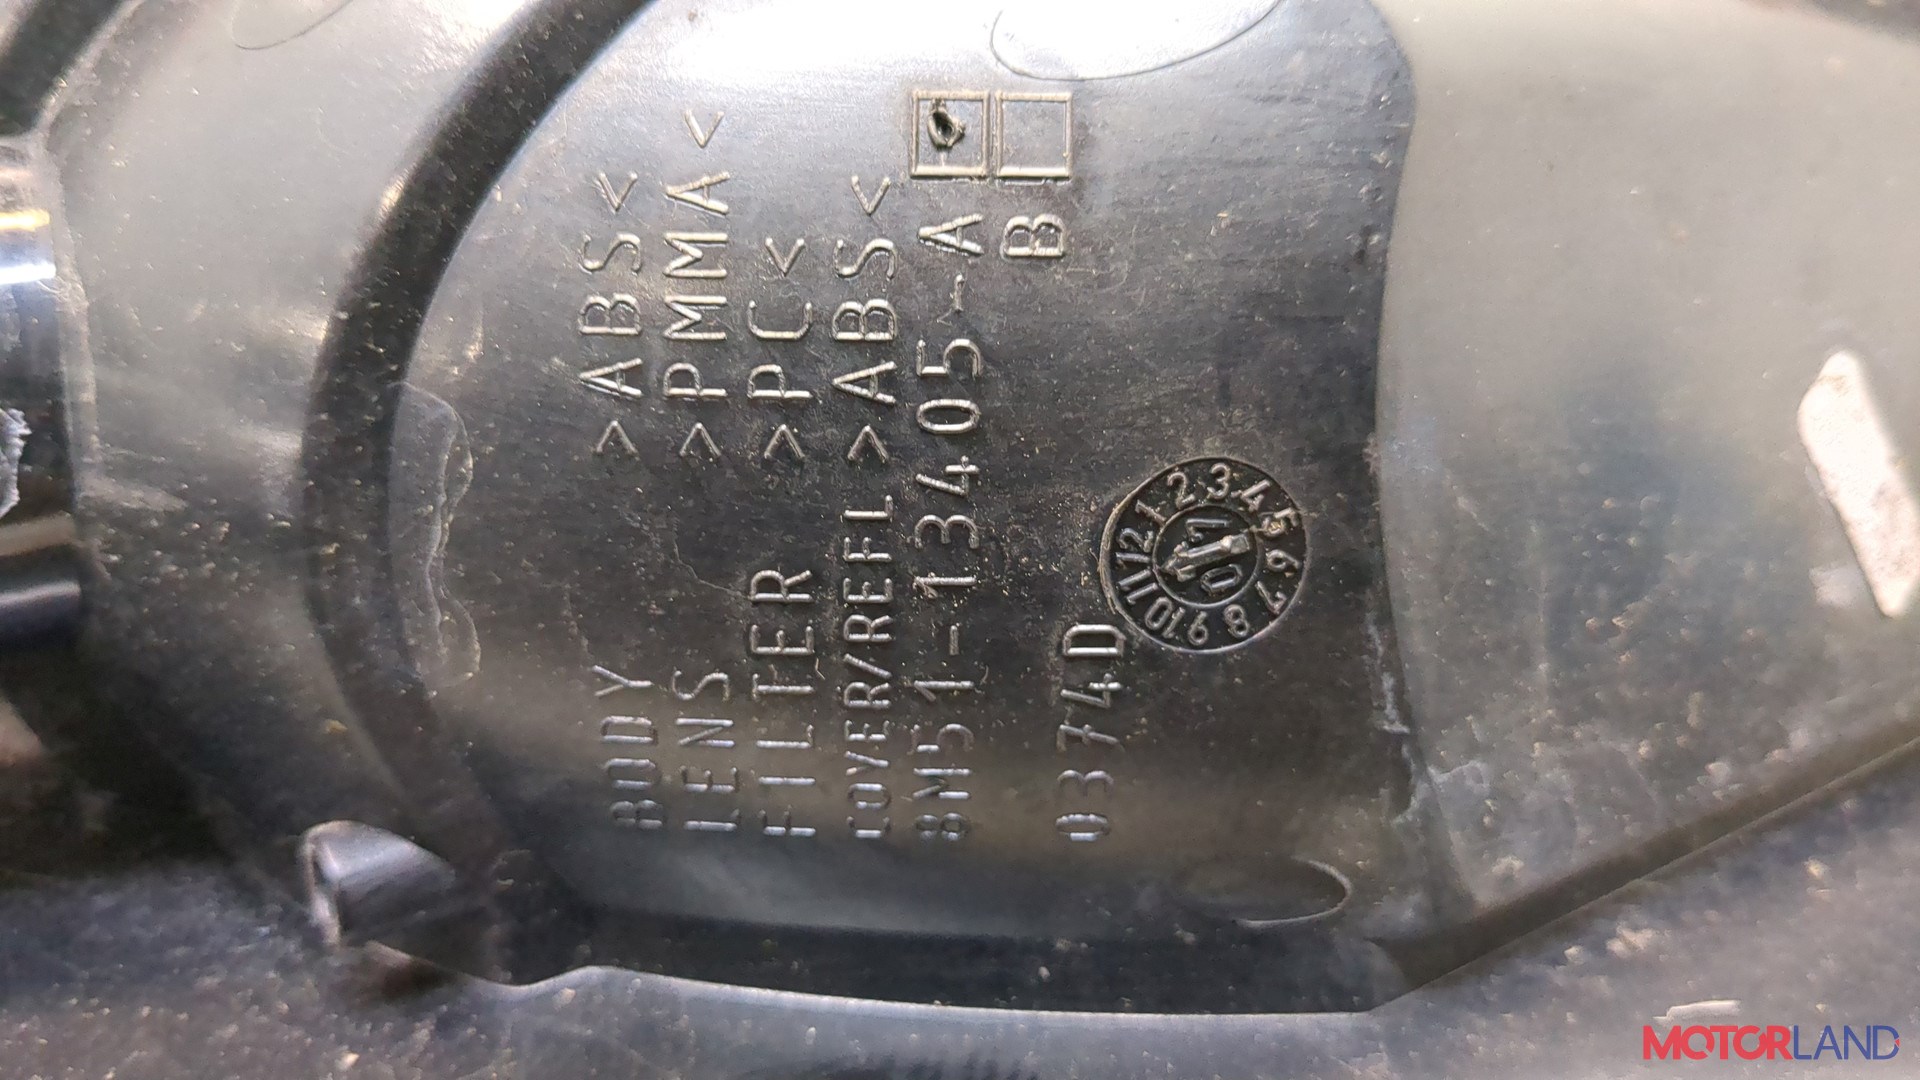 BODY >ABS<
LENS >PMMA<
FILTER >PC<
COVER/REFL >ABS<
8M51-13405-A
B
0374D
1 2 3 4 5 6 7 8 9 10 11 12
MOTORLAND